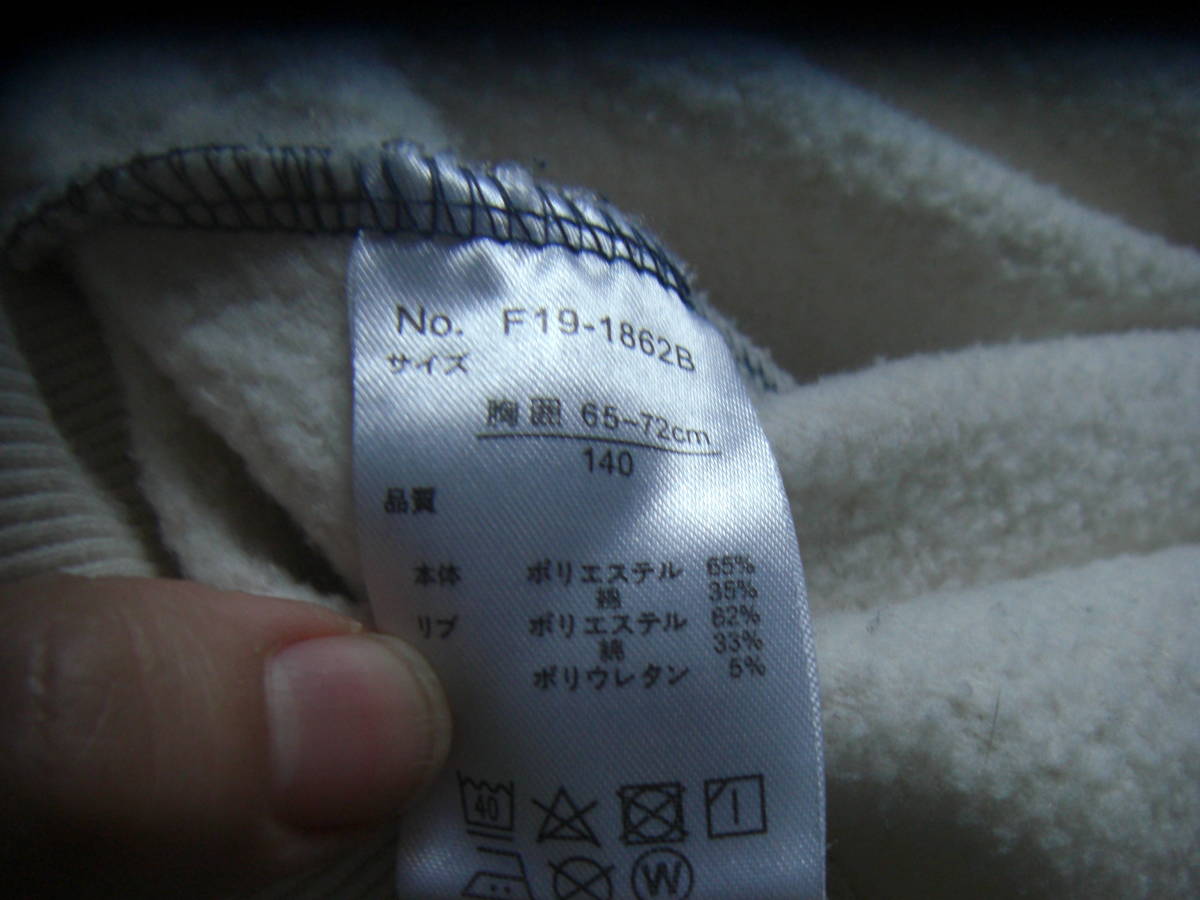 No. F19-1862B
サイズ
胸囲 65-72cm
140
品質
本体 ポリエステル 65%
綿 35%
リブ ポリエステル 62%
綿 33%
ポリウレタン 5%
40
W